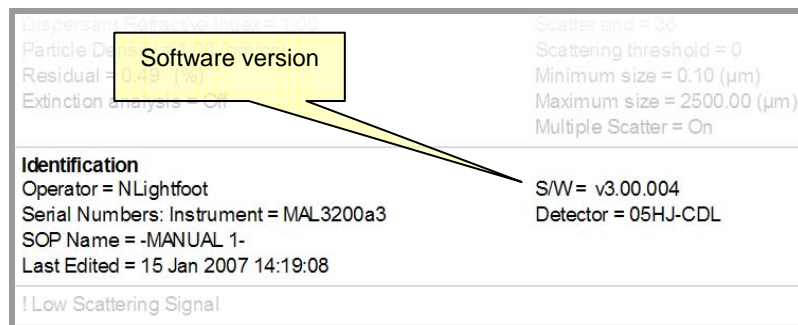 Dispersant Refractive Index = 1.00
Scatter end = 36
Particle De
Scattering threshold = 0
Software version
Residual = 0.49 (%)
Minimum size = 0.10 (µm)
Extinction analysis = Off
Maximum size = 2500.00 (µm)
Multiple Scatter = On
Identification
Operator = NLightfoot
S/W = v3.00.004
Serial Numbers: Instrument = MAL3200a3
Detector = 05HJ-CDL
SOP Name = -MANUAL 1-
Last Edited = 15 Jan 2007 14:19:08
! Low Scattering Signal